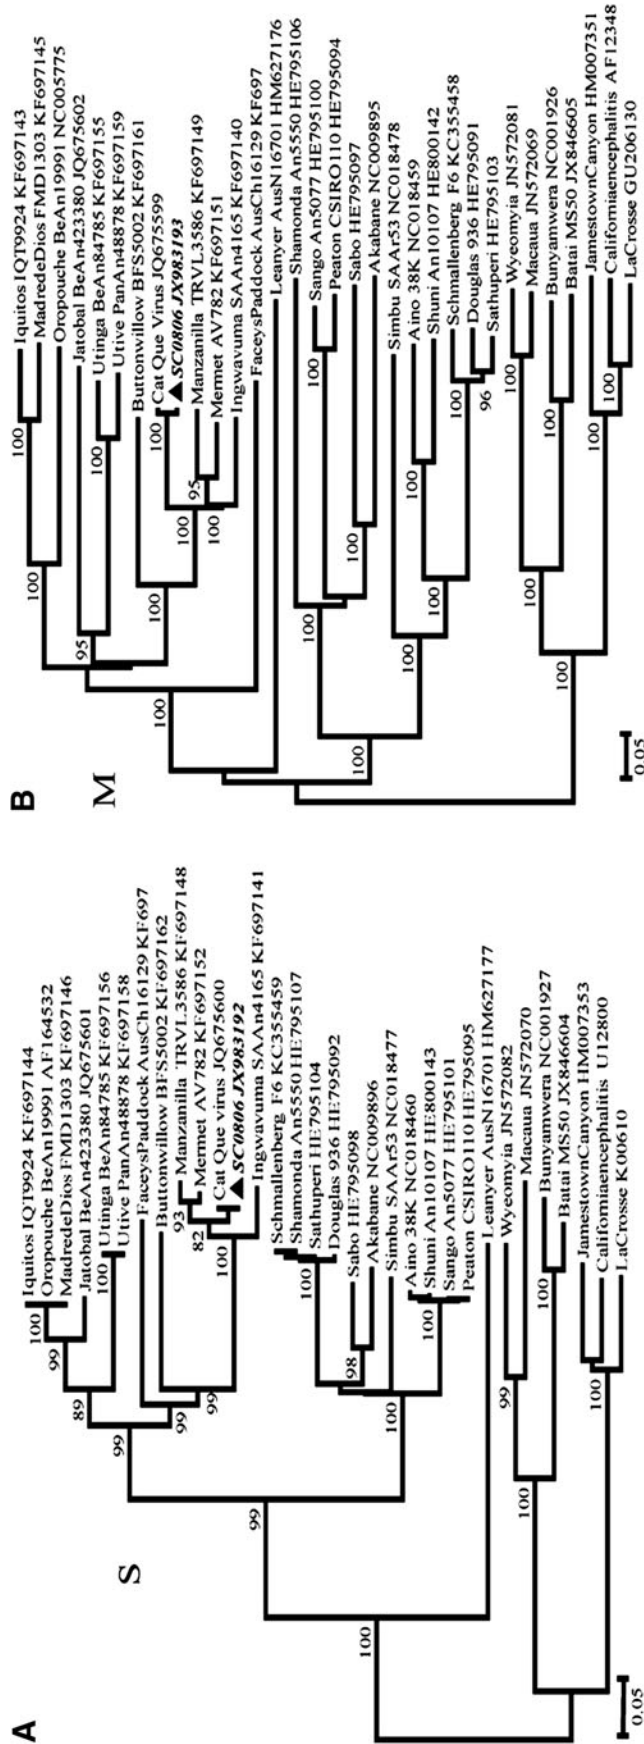 A
S
Iquitos IQT9924 KF697144
Oropouche BeAn19991 AF164532
MadredeDios FMD1303 KF697146
Jatobal BeAn423380 JQ675601
Utinga BeAn84785 KF697156
Utive PanAn48878 KF697158
FaceysPaddock AusCh16129 KF697
Buttonwillow BFS5002 KF697162
Manzanilla TRVL3586 KF697148
Mermet AV782 KF697152
Cat Que virus JQ675600
SC0806 JX983192
Ingwavuma SAAn4165 KF697141
Schmallenberg F6 KC355459
Shamonda An5550 HE795107
Sathuperi HE795104
Douglas 936 HE795092
Sabo HE795098
Akabane NC009896
Simbu SAAr53 NC018477
Aino 38K NC018460
Shuni An10107 HE800143
Sango An5077 HE795101
Peaton CSIRO110 HE795095
Leanyer AusN16701 HM627177
Wyeomyia JN572082
Macaua JN572070
Bunyamwera NC001927
Batai MS50 JX846604
JamestownCanyon HM007353
Californiaencephalitis U12800
LaCrosse K00610
100
99
89
100
99
99
99
93
82
100
99
100
98
100
100
100
99
100
100
100
0.05
B
M
Iquitos IQT9924 KF697143
MadredeDios FMD1303 KF697145
Oropouche BeAn19991 NC005775
Jatobal BeAn423380 JQ675602
Utinga BeAn84785 KF697155
Utive PanAn48878 KF697159
Buttonwillow BFS5002 KF697161
Cat Que Virus JQ675599
SC0806 JX983193
Manzanilla TRVL3586 KF697149
Mermet AV782 KF697151
Ingwavuma SAAn4165 KF697140
FaceysPaddock AusCh16129 KF697
Leanyer AusN16701 HM627176
Shamonda An5550 HE795106
Sango An5077 HE795100
Peaton CSIRO110 HE795094
Sabo HE795097
Akabane NC009895
Simbu SAAr53 NC018478
Aino 38K NC018459
Shuni An10107 HE800142
Schmallenberg F6 KC355458
Douglas 936 HE795091
Sathuperi HE795103
Wyeomyia JN572081
Macaua JN572069
Bunyamwera NC001926
Batai MS50 JX846605
JamestownCanyon HM007351
Californiaencephalitis AF12348
LaCrosse GU206130
100
100
95
100
100
100
100
95
100
100
100
100
100
100
100
100
100
100
96
100
100
100
100
100
100
0.05